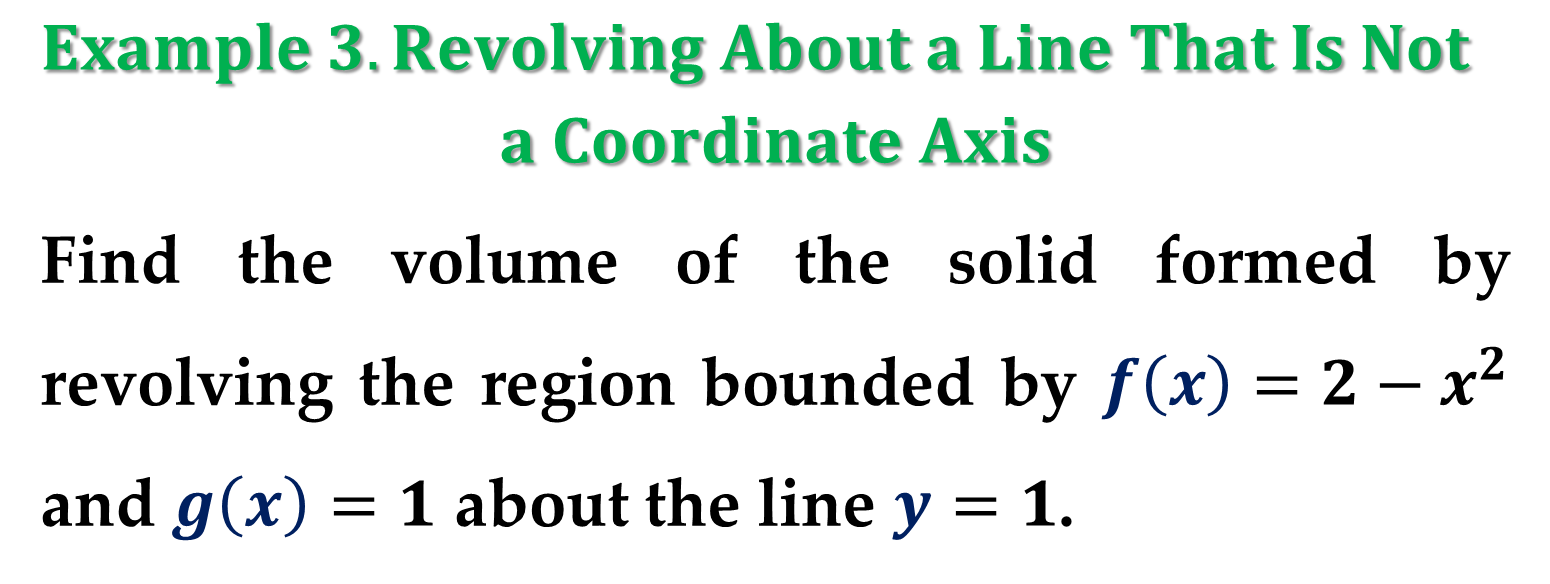 Example 3. Revolving About a Line That Is Not
a Coordinate Axis
Find the volume of the solid formed by
revolving the region bounded by f(x) = 2 − x²
and g(x) = 1 about the line y = 1.